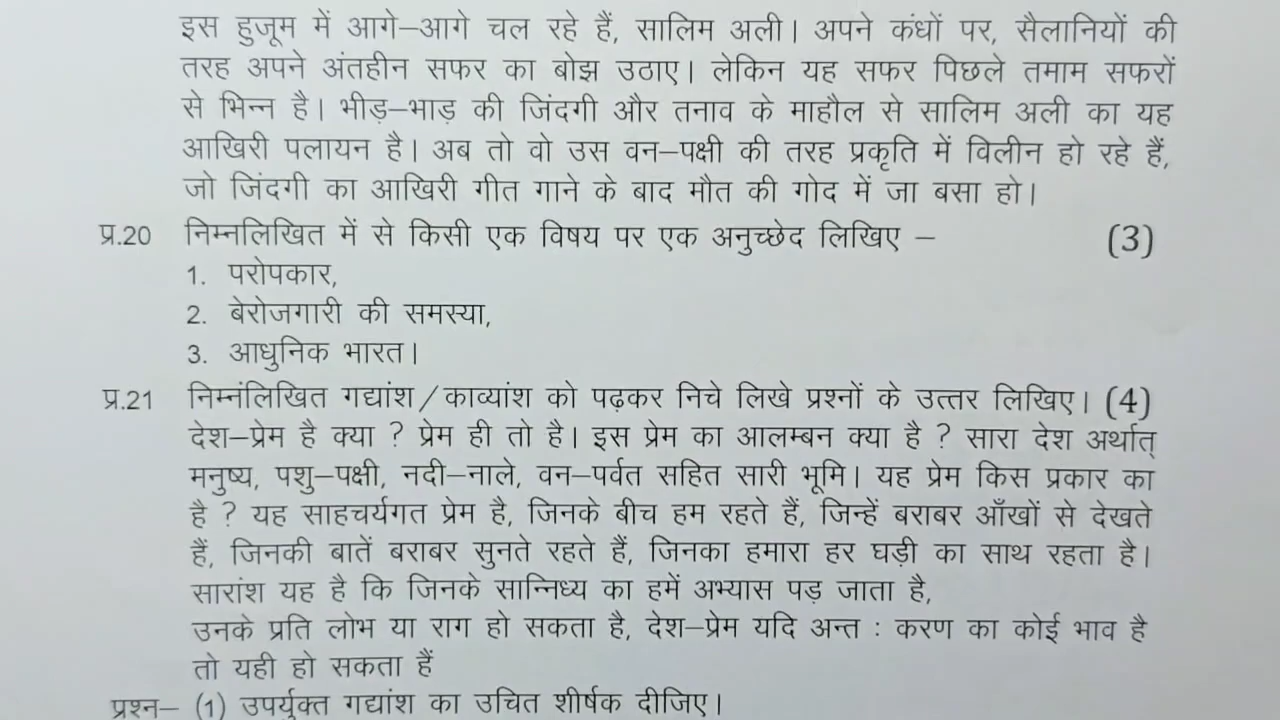 इस हुजूम में आगे–आगे चल रहे हैं, सालिम अली। अपने कंधों पर, सैलानियों की
तरह अपने अंतहीन सफर का बोझ उठाए। लेकिन यह सफर पिछले तमाम सफरों
से भिन्न है। भीड़–भाड़ की जिंदगी और तनाव के माहौल से सालिम अली का यह
आखिरी पलायन है। अब तो वो उस वन–पक्षी की तरह प्रकृति में विलीन हो रहे हैं,
जो जिंदगी का आखिरी गीत गाने के बाद मौत की गोद में जा बसा हो।
प्र.20 निम्नलिखित में से किसी एक विषय पर एक अनुच्छेद लिखिए – (3)
1. परोपकार,
2. बेरोजगारी की समस्या,
3. आधुनिक भारत।
प्र.21 निम्नंलिखित गद्यांश/काव्यांश को पढ़कर निचे लिखे प्रश्नों के उत्तर लिखिए। (4)
देश–प्रेम है क्या ? प्रेम ही तो है। इस प्रेम का आलम्बन क्या है ? सारा देश अर्थात्
मनुष्य, पशु–पक्षी, नदी–नाले, वन–पर्वत सहित सारी भूमि। यह प्रेम किस प्रकार का
है ? यह साहचर्यगत प्रेम है, जिनके बीच हम रहते हैं, जिन्हें बराबर आँखों से देखते
हैं, जिनकी बातें बराबर सुनते रहते हैं, जिनका हमारा हर घड़ी का साथ रहता है।
सारांश यह है कि जिनके सान्निध्य का हमें अभ्यास पड़ जाता है,
उनके प्रति लोभ या राग हो सकता है, देश–प्रेम यदि अन्त : करण का कोई भाव है
तो यही हो सकता हैं
प्रश्न– (1) उपर्युक्त गद्यांश का उचित शीर्षक दीजिए।